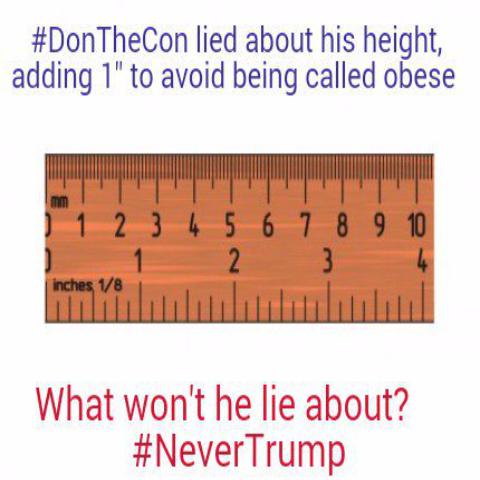 #DonTheCon lied about his height,
adding 1" to avoid being called obese
mm
0 1 2 3 4 5 6 7 8 9 10
0 1 2 3 4
inches 1/8
What won't he lie about?
#NeverTrump